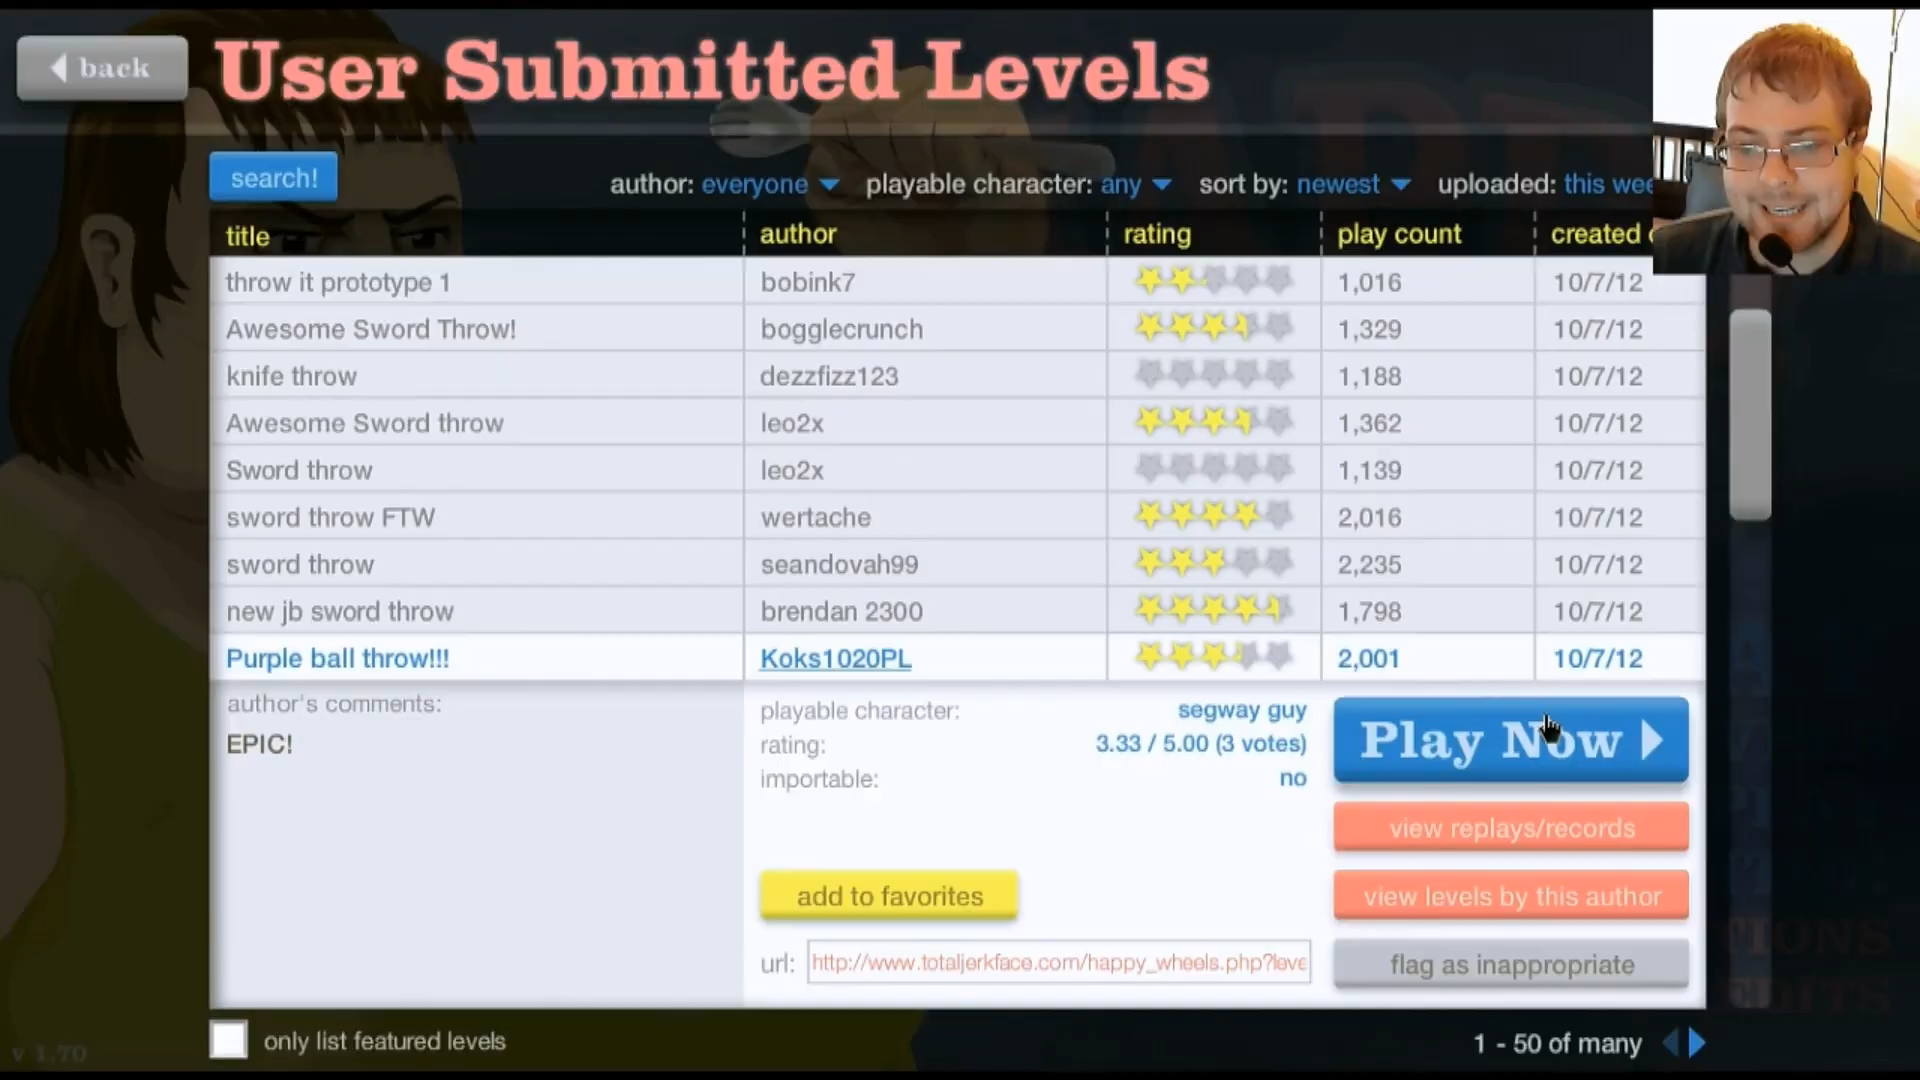 back
User Submitted Levels
search!
author: everyone playable character: any sort by: newest uploaded: this wee
title author rating play count created
throw it prototype 1 bobink7 1,016 10/7/12
Awesome Sword Throw! bogglecrunch 1,329 10/7/12
knife throw dezzfizz123 1,188 10/7/12
Awesome Sword throw leo2x 1,362 10/7/12
Sword throw leo2x 1,139 10/7/12
sword throw FTW wertache 2,016 10/7/12
sword throw seandovah99 2,235 10/7/12
new jb sword throw brendan 2300 1,798 10/7/12
Purple ball throw!!! Koks1020PL 2,001 10/7/12
author's comments:
EPIC!
playable character: segway guy
rating: 3.33 / 5.00 (3 votes)
importable: no
Play Now
view replays/records
add to favorites
view levels by this author
url: http://www.totaljerkface.com/happy_wheels.php?leve
flag as inappropriate
only list featured levels
1 - 50 of many
v 1.70